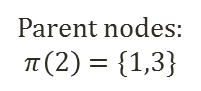 Parent nodes:
π(2) = {1,3}